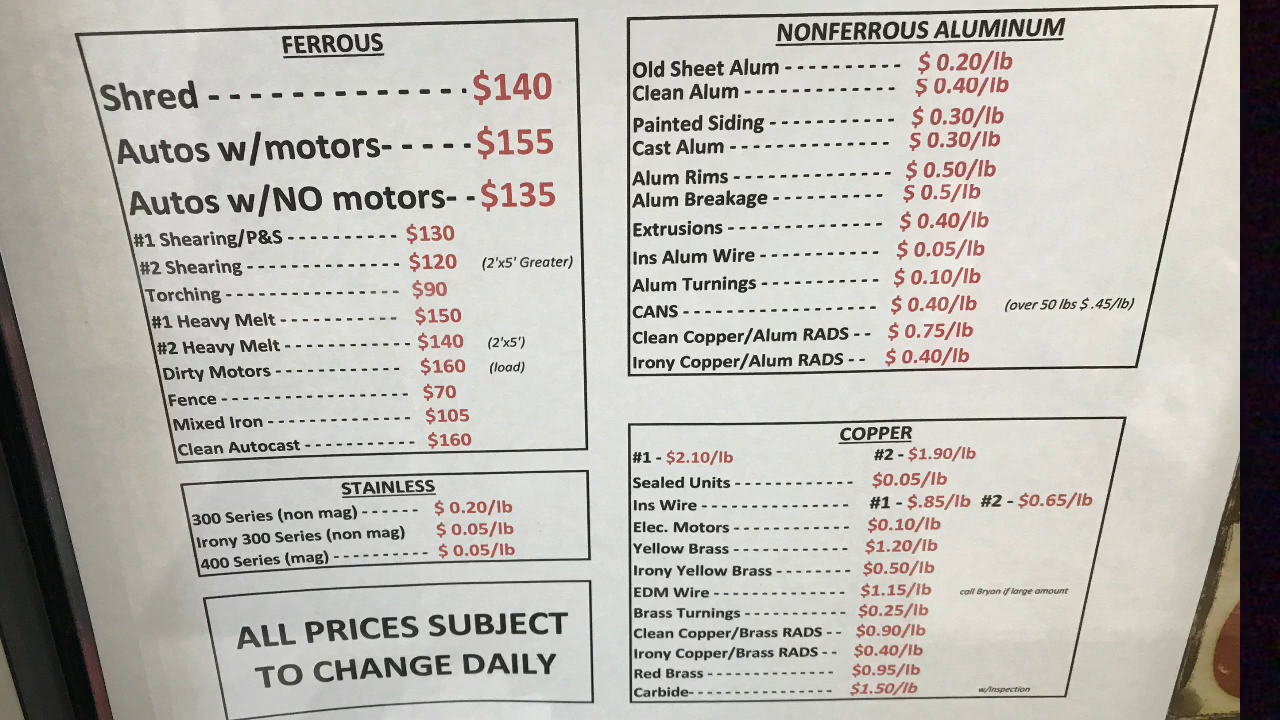 FERROUS
Shred - - - - - - - - - - - - - $140
Autos w/motors- - - - - $155
Autos w/NO motors- - $135
#1 Shearing/P&S - - - - - - - - - - $130
#2 Shearing - - - - - - - - - - - - - - $120 (2'x5' Greater)
Torching - - - - - - - - - - - - - - - - $90
#1 Heavy Melt - - - - - - - - - - - $150
#2 Heavy Melt - - - - - - - - - - - $140 (2'x5')
Dirty Motors - - - - - - - - - - - - $160 (load)
Fence - - - - - - - - - - - - - - - - - - $70
Mixed Iron - - - - - - - - - - - - - - $105
Clean Autocast - - - - - - - - - - - $160
STAINLESS
300 Series (non mag) - - - - - - $ 0.20/lb
Irony 300 Series (non mag) $ 0.05/lb
400 Series (mag) - - - - - - - - - - $ 0.05/lb
ALL PRICES SUBJECT
TO CHANGE DAILY
NONFERROUS ALUMINUM
Old Sheet Alum - - - - - - - - - - $ 0.20/lb
Clean Alum - - - - - - - - - - - - - $ 0.40/lb
Painted Siding - - - - - - - - - - - $ 0.30/lb
Cast Alum - - - - - - - - - - - - - - $ 0.30/lb
Alum Rims - - - - - - - - - - - - - - $ 0.50/lb
Alum Breakage - - - - - - - - - - $ 0.5/lb
Extrusions - - - - - - - - - - - - - - $ 0.40/lb
Ins Alum Wire - - - - - - - - - - - $ 0.05/lb
Alum Turnings - - - - - - - - - - - $ 0.10/lb
CANS - - - - - - - - - - - - - - - - - - $ 0.40/lb (over 50 lbs $ .45/lb)
Clean Copper/Alum RADS - - $ 0.75/lb
Irony Copper/Alum RADS - - $ 0.40/lb
COPPER
#1 - $2.10/lb #2 - $1.90/lb
Sealed Units - - - - - - - - - - - - $0.05/lb
Ins Wire - - - - - - - - - - - - - - - - #1 - $.85/lb #2 - $0.65/lb
Elec. Motors - - - - - - - - - - - - $0.10/lb
Yellow Brass - - - - - - - - - - - - $1.20/lb
Irony Yellow Brass - - - - - - - - $0.50/lb
EDM Wire - - - - - - - - - - - - - - $1.15/lb call Bryan if large amount
Brass Turnings - - - - - - - - - - - $0.25/lb
Clean Copper/Brass RADS - - $0.90/lb
Irony Copper/Brass RADS - - $0.40/lb
Red Brass - - - - - - - - - - - - - - - $0.95/lb
Carbide- - - - - - - - - - - - - - - - - $1.50/lb w/Inspection